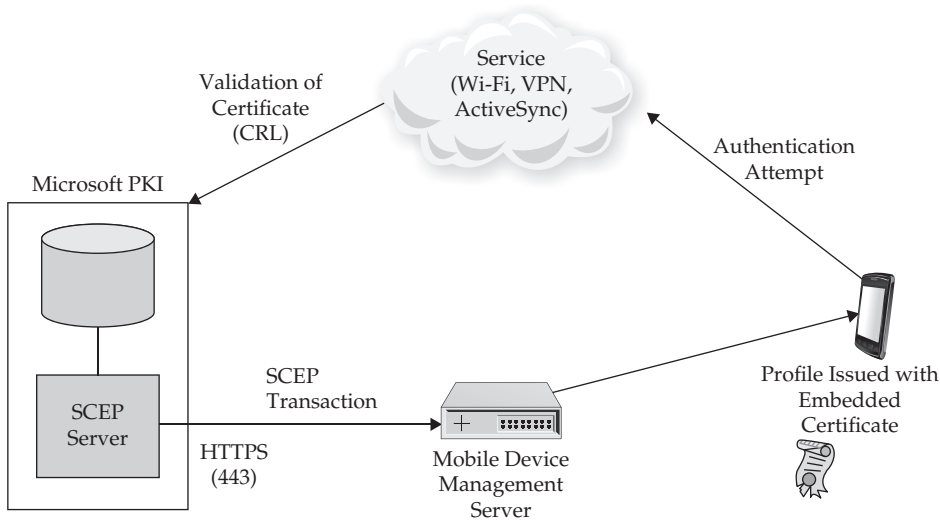 Service
(Wi-Fi, VPN,
ActiveSync)
Validation of
Certificate
(CRL)
Authentication
Attempt
Microsoft PKI
SCEP
Server
SCEP
Transaction
HTTPS
(443)
Mobile Device
Management
Server
Profile Issued with
Embedded
Certificate